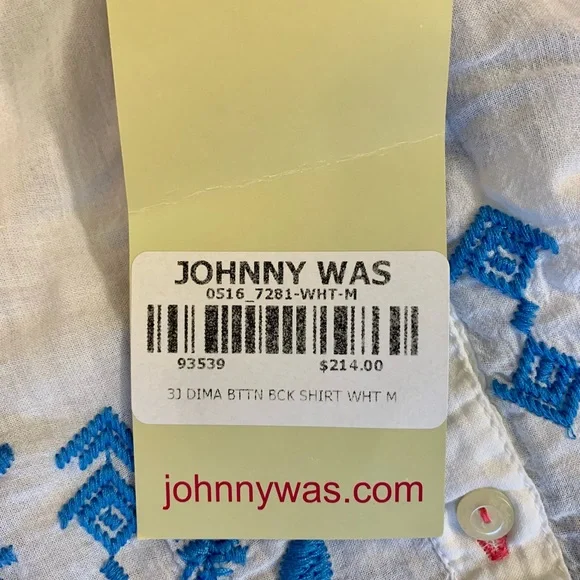 JOHNNY WAS
0516_7281-WHT-M
93539 $214.00
3J DIMA BTTN BCK SHIRT WHT M
johnnywas.com